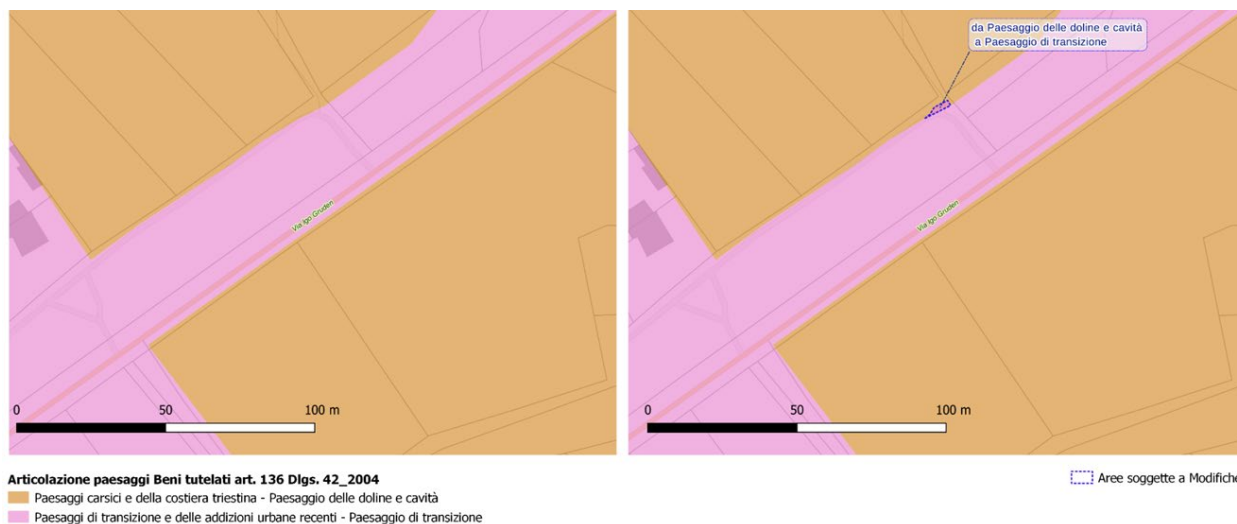 da Paesaggio delle doline e cavità
a Paesaggio di transizione
Via Igo Gruden
Via Igo Gruden
0 50 100 m
0 50 100 m
Articolazione paesaggi Beni tutelati art. 136 Dlgs. 42_2004
Paesaggi carsici e della costiera triestina - Paesaggio delle doline e cavità
Paesaggi di transizione e delle addizioni urbane recenti - Paesaggio di transizione
Aree soggette a Modifiche